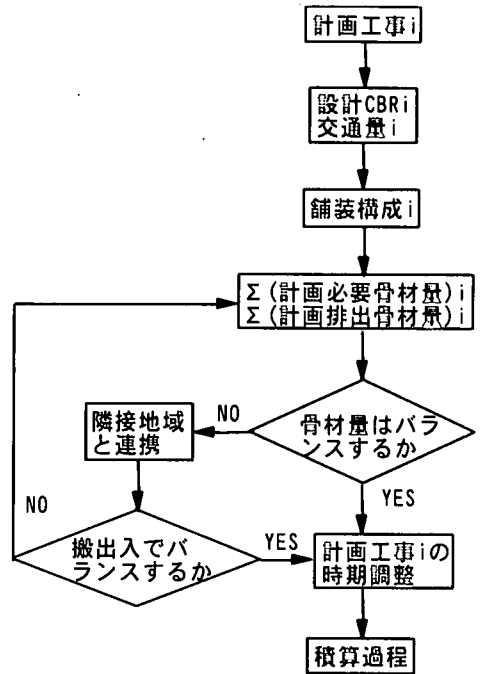 計画工事i
設計CBRi
交通量i
舗装構成i
Σ(計画必要骨材量)i
Σ(計画排出骨材量)i
骨材量はバラ
ンスするか
NO
隣接地域
と連携
YES
NO
搬出入でバ
ランスするか
YES
計画工事iの
時期調整
積算過程